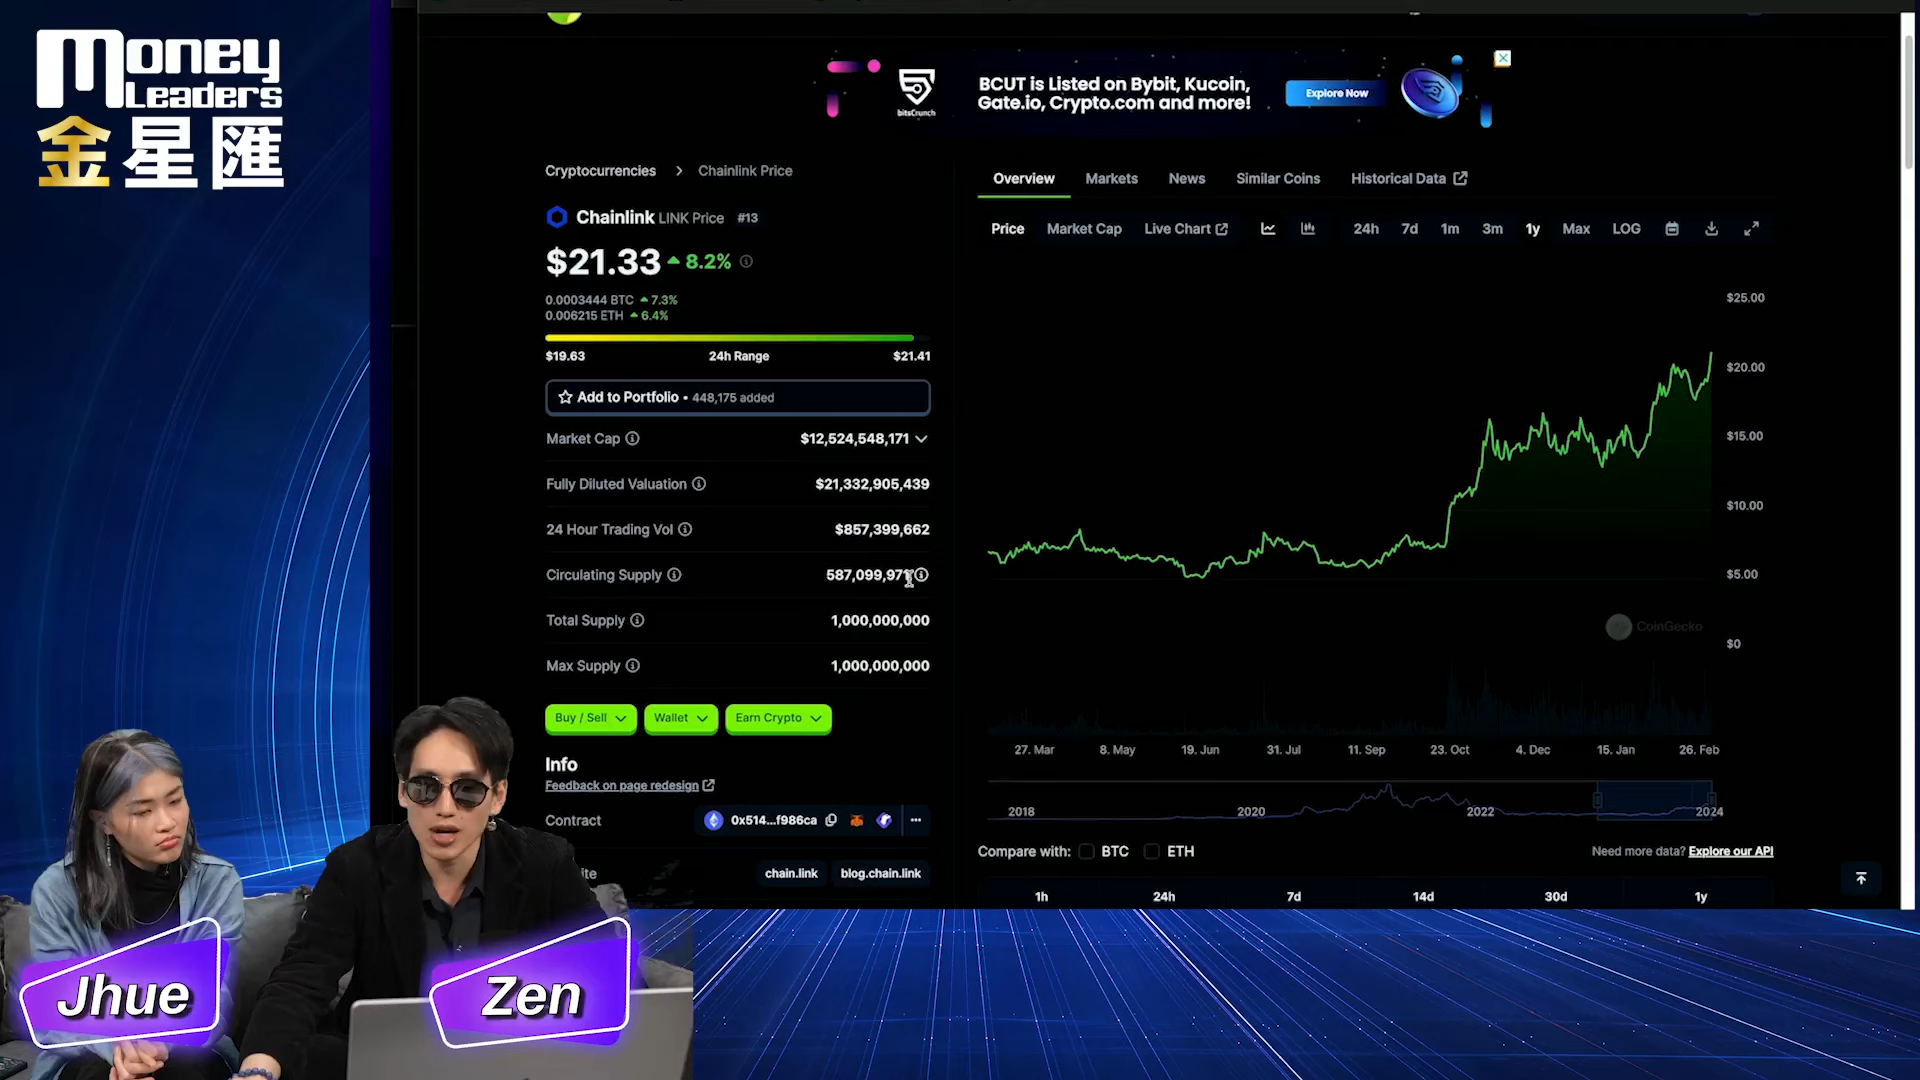 Money
Leaders
金星匯
bitsCrunch
BCUT is Listed on Bybit, Kucoin,
Gate.io, Crypto.com and more!
Explore Now
Cryptocurrencies > Chainlink Price
Chainlink LINK Price #13
$21.33 8.2%
0.0003444 BTC 7.3%
0.006215 ETH 6.4%
$19.63 24h Range $21.41
Add to Portfolio • 448,175 added
Market Cap $12,524,548,171
Fully Diluted Valuation $21,332,905,439
24 Hour Trading Vol $857,399,662
Circulating Supply 587,099,971
Total Supply 1,000,000,000
Max Supply 1,000,000,000
Buy / Sell Wallet Earn Crypto
Info
Feedback on page redesign
Contract 0x514...f986ca
chain.link blog.chain.link
Overview Markets News Similar Coins Historical Data
Price Market Cap Live Chart 24h 7d 1m 3m 1y Max LOG
$25.00
$20.00
$15.00
$10.00
$5.00
CoinGecko
$0
27. Mar 8. May 19. Jun 31. Jul 11. Sep 23. Oct 4. Dec 15. Jan 26. Feb
2018 2020 2022 2024
Compare with: BTC ETH Need more data? Explore our API
1h 24h 7d 14d 30d 1y
Jhue
Zen